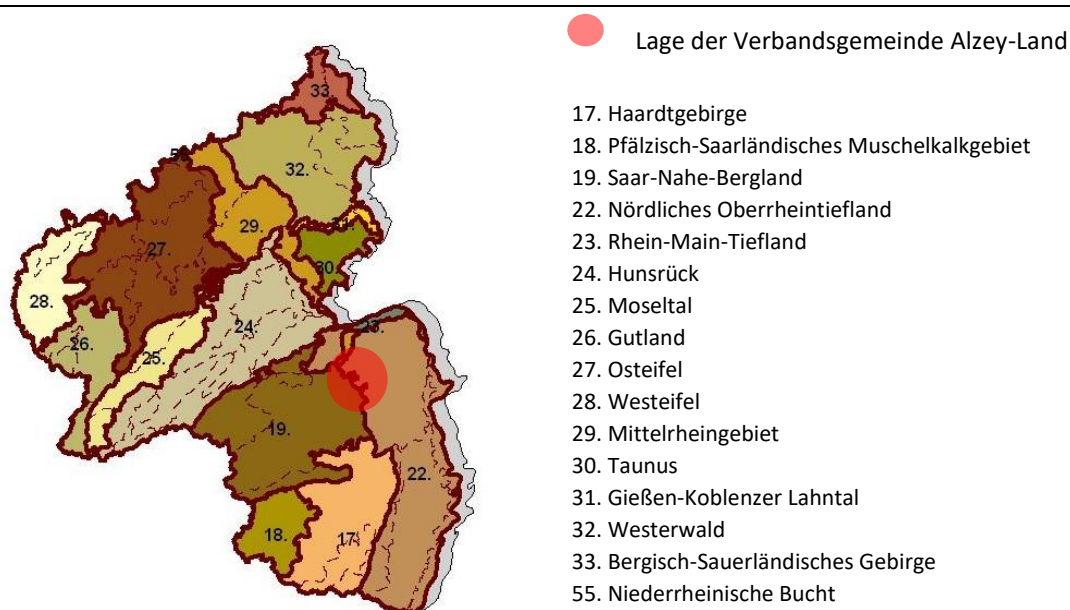 Lage der Verbandsgemeinde Alzey-Land
17. Haardtgebirge
18. Pfälzisch-Saarländisches Muschelkalkgebiet
19. Saar-Nahe-Bergland
22. Nördliches Oberrheintiefland
23. Rhein-Main-Tiefland
24. Hunsrück
25. Moseltal
26. Gutland
27. Osteifel
28. Westeifel
29. Mittelrheingebiet
30. Taunus
31. Gießen-Koblenzer Lahntal
32. Westerwald
33. Bergisch-Sauerländisches Gebirge
55. Niederrheinische Bucht
33.
32.
29.
31.
27.
30.
28.
24.
23.
26.
25.
19.
22.
18.
17.